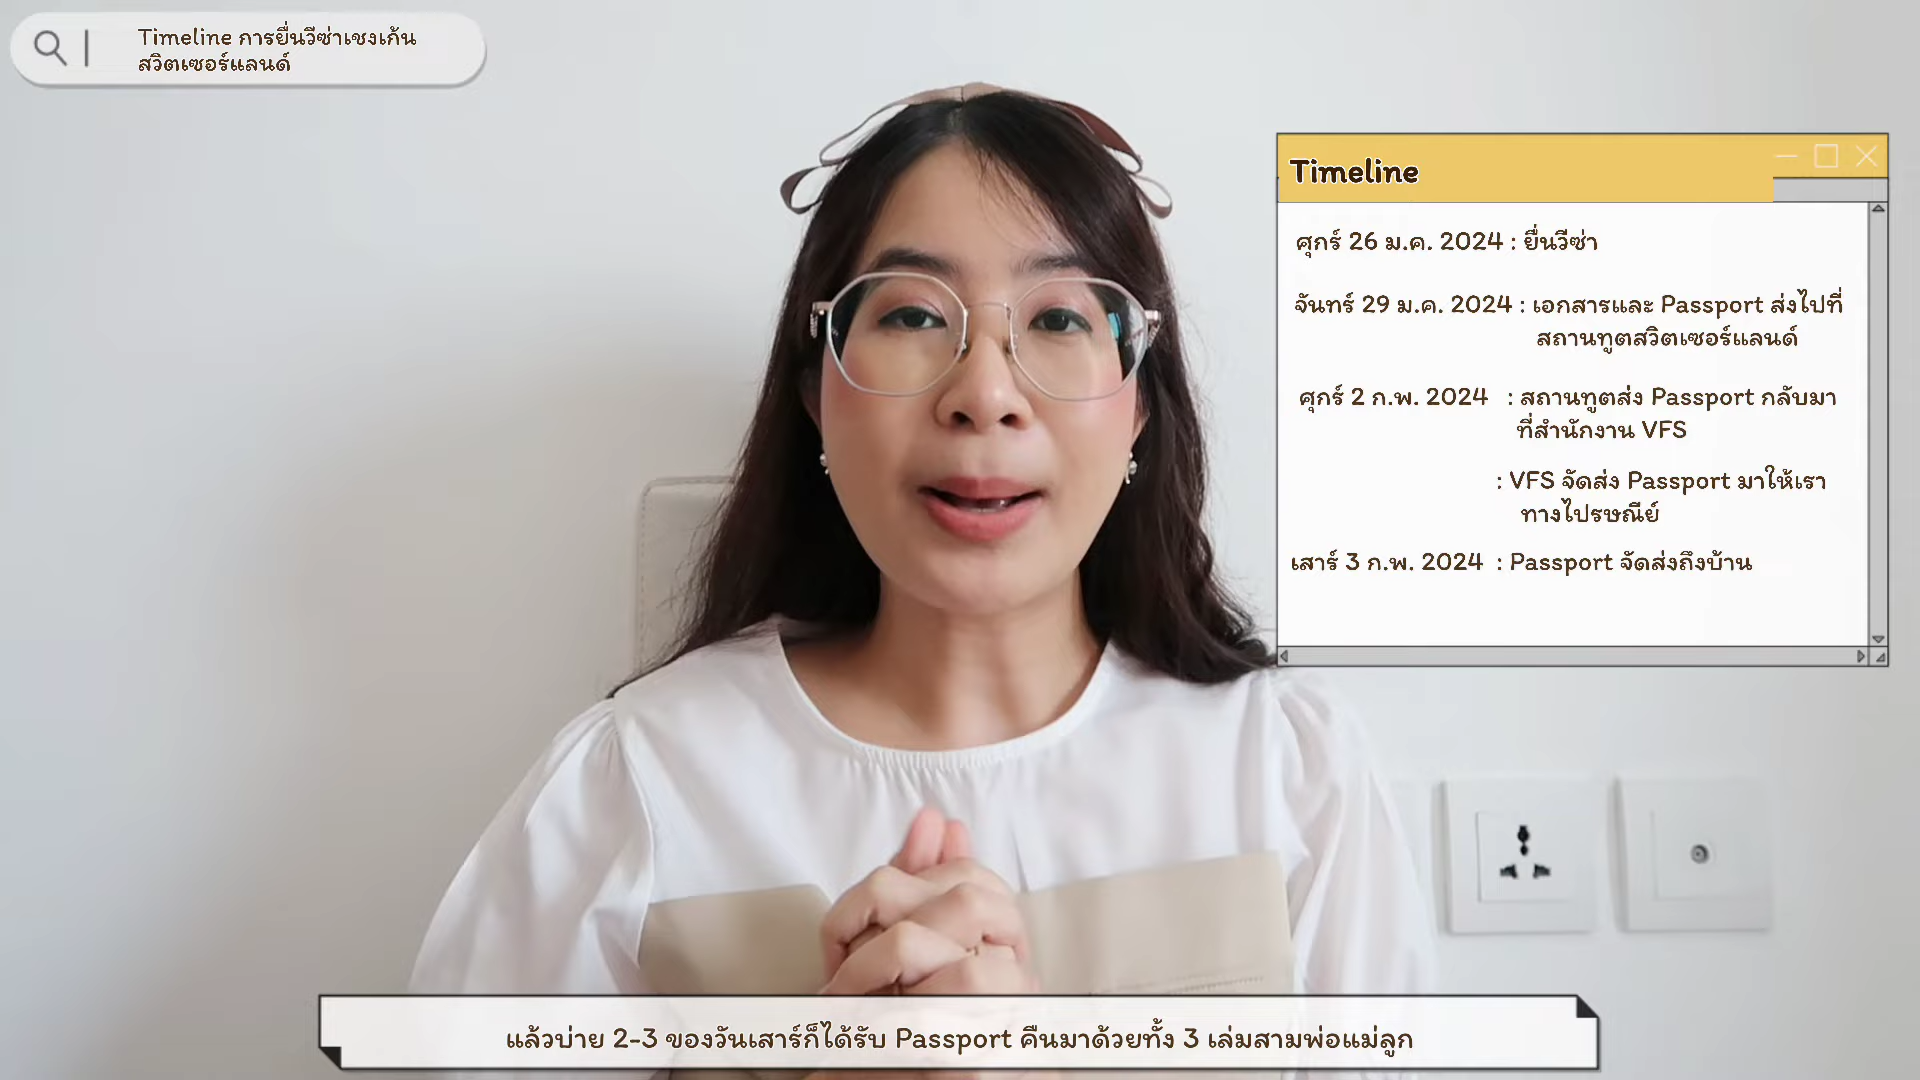 Timeline การยื่นวีซ่าเชงเก้น
สวิตเซอร์แลนด์
Timeline
ศุกร์ 26 ม.ค. 2024 : ยื่นวีซ่า
จันทร์ 29 ม.ค. 2024 : เอกสารและ Passport ส่งไปที่
สถานทูตสวิตเซอร์แลนด์
ศุกร์ 2 ก.พ. 2024 : สถานทูตส่ง Passport กลับมา
ที่สำนักงาน VFS
: VFS จัดส่ง Passport มาให้เรา
ทางไปรษณีย์
เสาร์ 3 ก.พ. 2024 : Passport จัดส่งถึงบ้าน
แล้วบ่าย 2-3 ของวันเสาร์ก็ได้รับ Passport คืนมาด้วยทั้ง 3 เล่มสามพ่อแม่ลูก